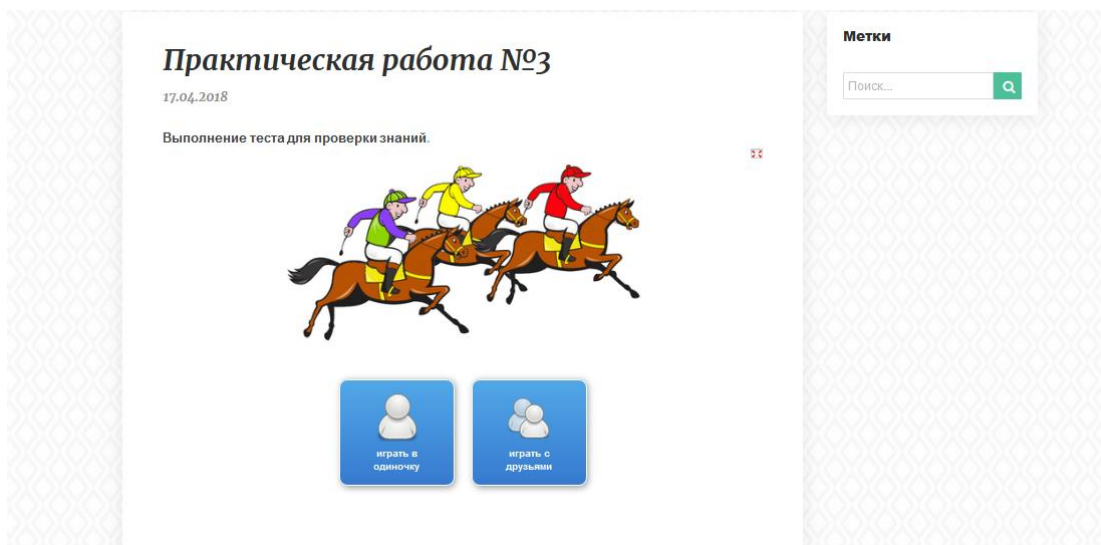 Практическая работа №3
17.04.2018
Выполнение теста для проверки знаний.
играть в
одиночку
играть с
друзьями
Метки
Поиск...